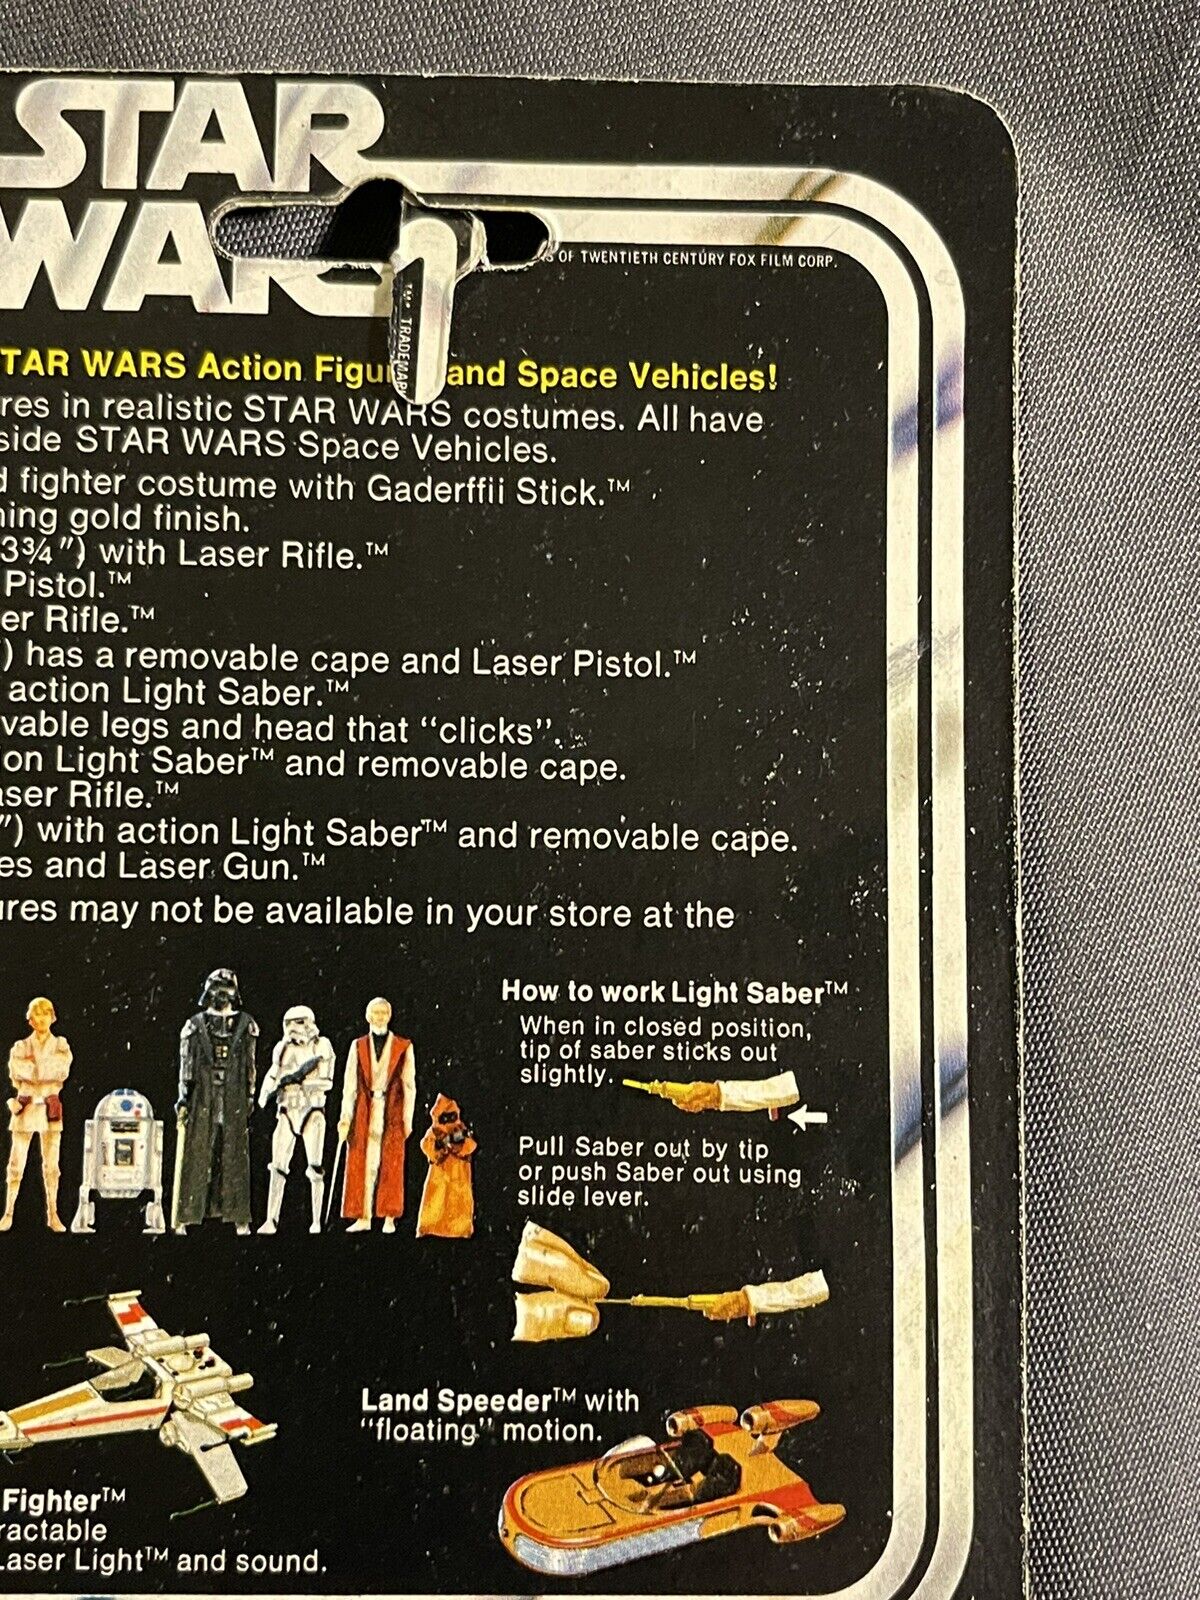 STAR
WAR
OF TWENTIETH CENTURY FOX FILM CORP.
TM• TRADEMAR
TAR WARS Action Figu and Space Vehicles!
res in realistic STAR WARS costumes. All have
side STAR WARS Space Vehicles.
d fighter costume with Gaderffii Stick.™
ning gold finish.
3¾") with Laser Rifle.™
Pistol.™
er Rifle.™
") has a removable cape and Laser Pistol.™
action Light Saber.™
vable legs and head that "clicks".
on Light Saber™ and removable cape.
aser Rifle.™
") with action Light Saber™ and removable cape.
es and Laser Gun.™
ures may not be available in your store at the
How to work Light Saber™
When in closed position,
tip of saber sticks out
slightly.
Pull Saber out by tip
or push Saber out using
slide lever.
Land Speeder™ with
"floating" motion.
Fighter™
ractable
Laser Light™ and sound.